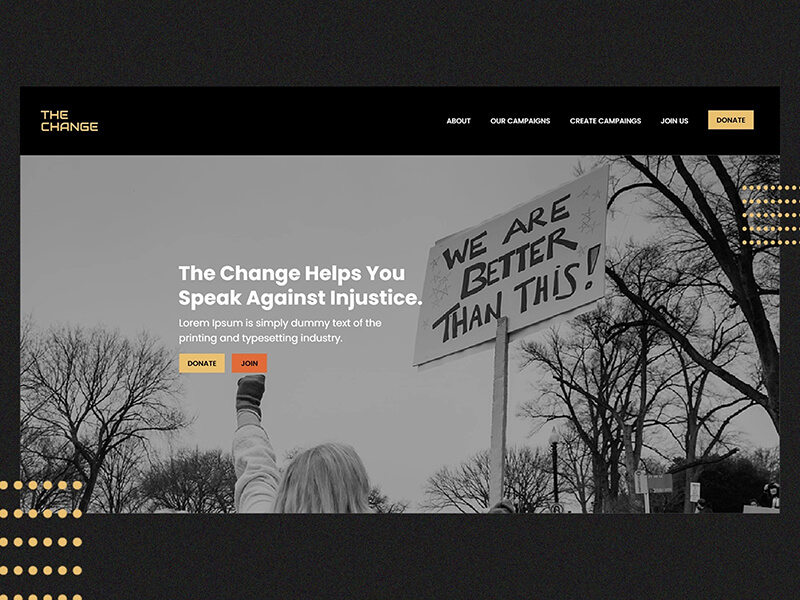 THE
CHANGE
ABOUT
OUR CAMPAIGNS
CREATE CAMPAINGS
JOIN US
DONATE
WE ARE
BETTER
THAN THIS!
The Change Helps You
Speak Against Injustice.
Lorem Ipsum is simply dummy text of the
printing and typesetting industry.
DONATE
JOIN